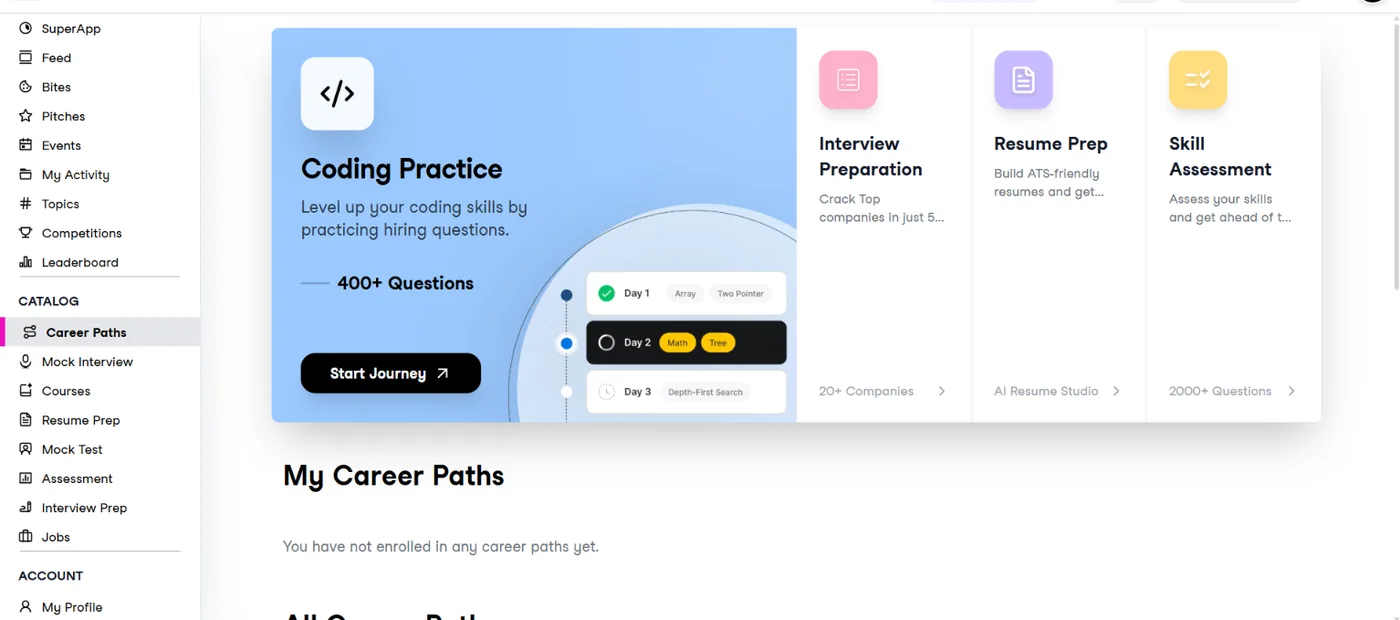 SuperApp
Feed
Bites
Pitches
Events
My Activity
Topics
Competitions
Leaderboard
CATALOG
Career Paths
Mock Interview
Courses
Resume Prep
Mock Test
Assessment
Interview Prep
Jobs
ACCOUNT
My Profile
Coding Practice
Level up your coding skills by
practicing hiring questions.
400+ Questions
Start Journey
Day 1 Array Two Pointer
Day 2 Math Tree
Day 3 Depth-First Search
Interview
Preparation
Crack Top
companies in just 5...
20+ Companies
Resume Prep
Build ATS-friendly
resumes and get...
AI Resume Studio
Skill
Assessment
Assess your skills
and get ahead of t...
2000+ Questions
My Career Paths
You have not enrolled in any career paths yet.